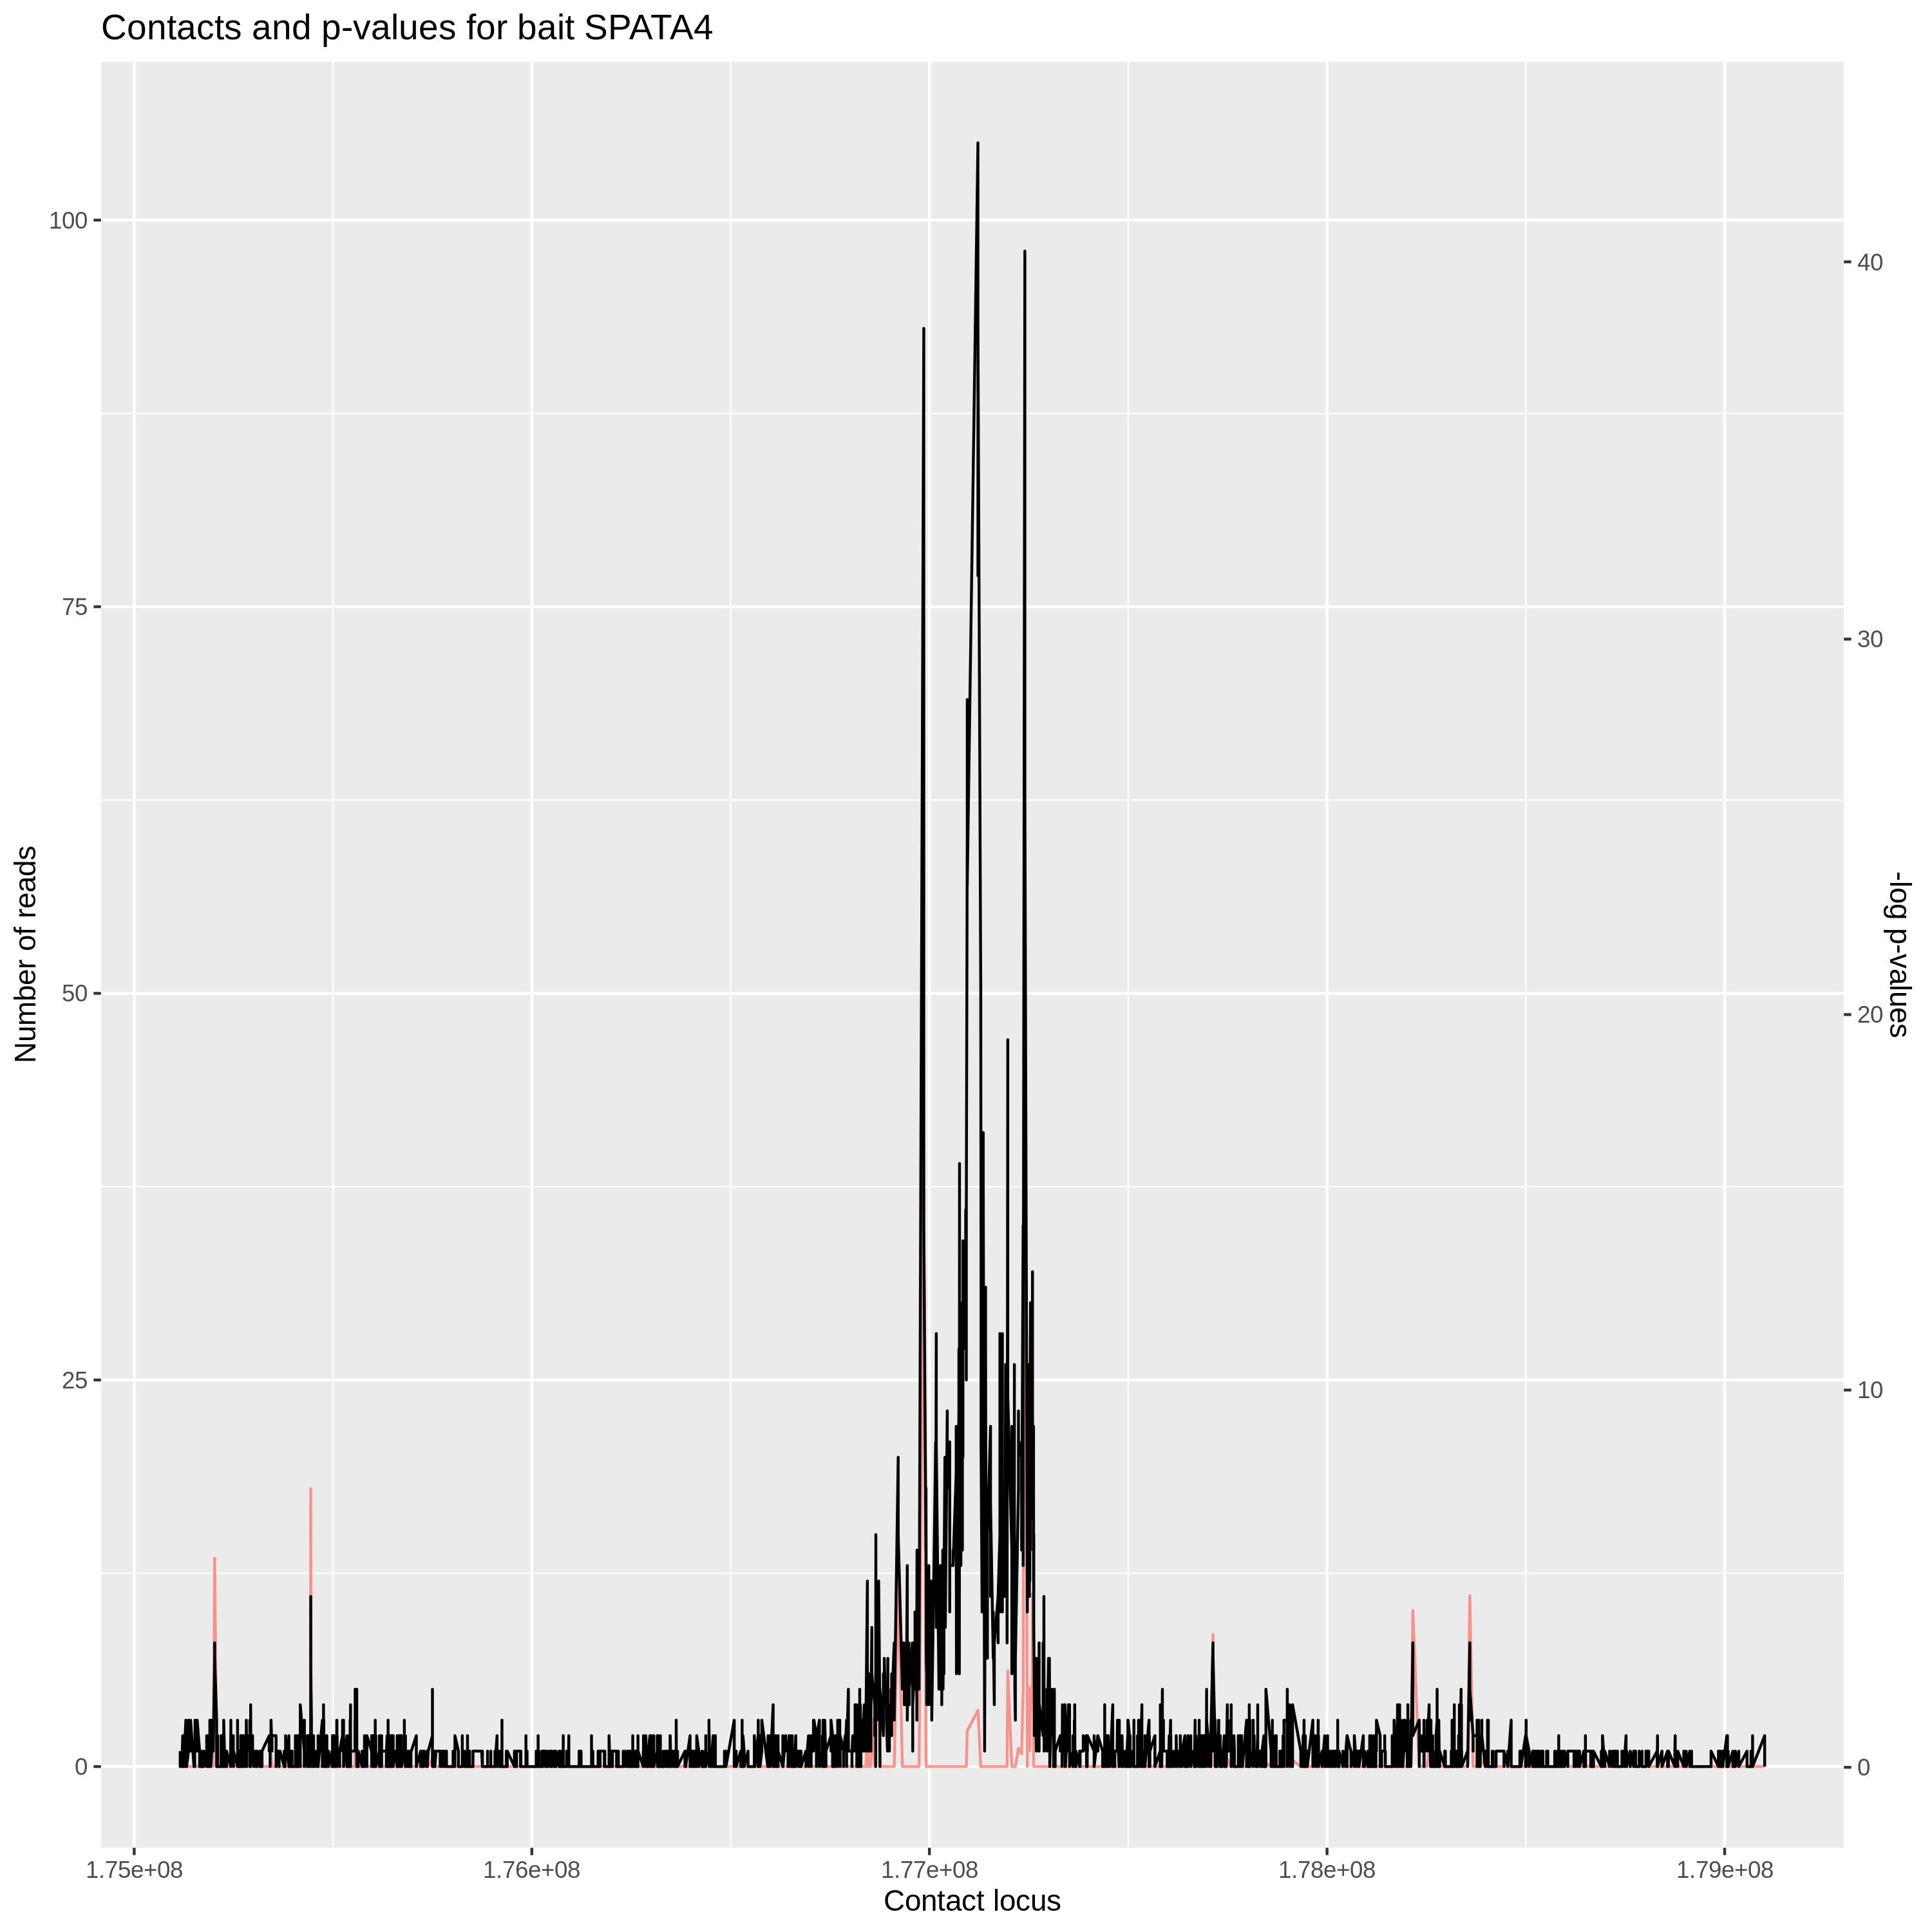 Contacts and p-values for bait SPATA4
100
75
50
25
0
Number of reads
40
30
20
10
0
-log p-values
1.75e+08
1.76e+08
1.77e+08
1.78e+08
1.79e+08
Contact locus